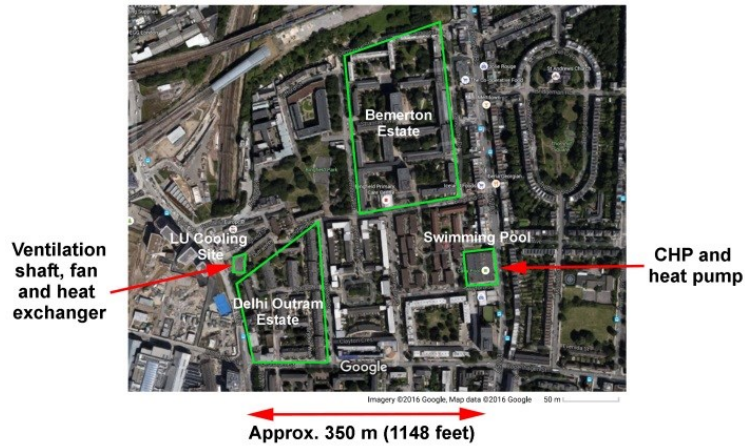 Bemerton
Estate
LU Cooling
Site
Swimming Pool
Ventilation
shaft, fan
and heat
exchanger
CHP and
heat pump
Delhi Outram
Estate
Google
Imagery ©2016 Google, Map data ©2016 Google 50 m
Approx. 350 m (1148 feet)